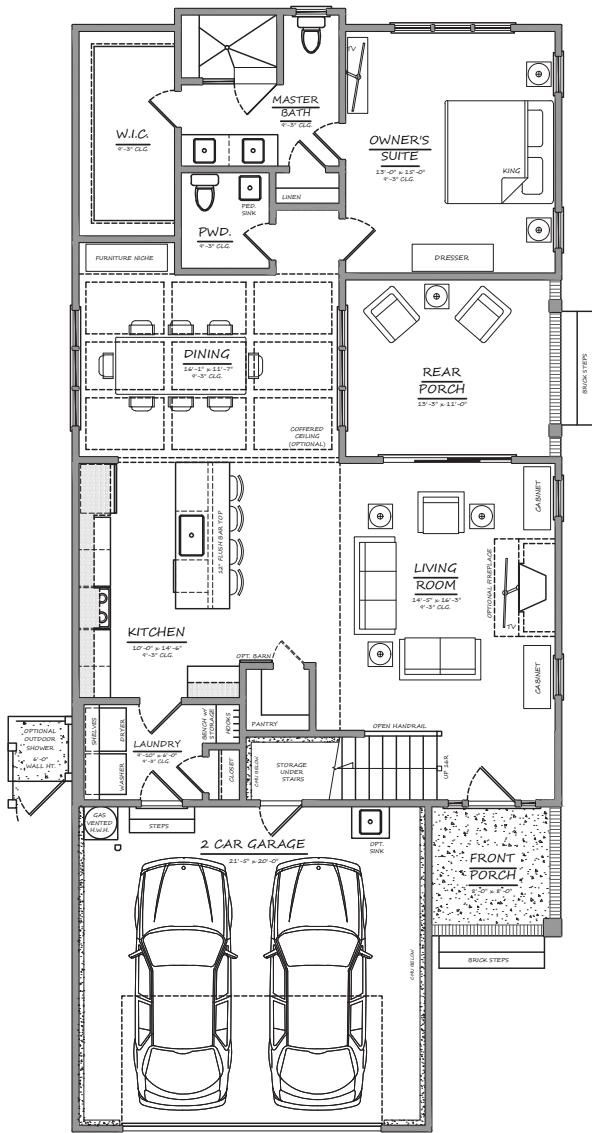 TV
MASTER
BATH
9'-3" CLG.
W.I.C.
9'-3" CLG.
OWNER'S
SUITE
13'-0" x 15'-0"
9'-3" CLG.
KING
LINEN
PED.
SINK
PWD.
9'-3" CLG.
FURNITURE NICHE
DRESSER
DINING
16'-1" x 11'-7"
9'-3" CLG.
REAR
PORCH
13'-3" x 11'-0"
BRICK STEPS
COFFERED
CEILING
(OPTIONAL)
CABINET
12" FLUSH BAR TOP
LIVING
ROOM
14'-5" x 16'-3"
9'-3" CLG.
OPTIONAL FIREPLACE
TV
KITCHEN
10'-0" x 14'-6"
9'-3" CLG.
OPT. BARN
CABINET
PANTRY
SHELVES
DRYER
BENCH w/
STORAGE
HOOKS
OPEN HANDRAIL
OPTIONAL
OUTDOOR
SHOWER
6'-0"
WALL HT.
LAUNDRY
9'-10" x 6'-0"
9'-3" CLG.
WASHER
CLOSET
CMU BELOW
STORAGE
UNDER
STAIRS
UP 16R
GAS
VENTED
H.W.H.
STEPS
2 CAR GARAGE
21'-5" x 20'-0"
OPT.
SINK
FRONT
PORCH
8'-0" x 8'-0"
CMU BELOW
BRICK STEPS